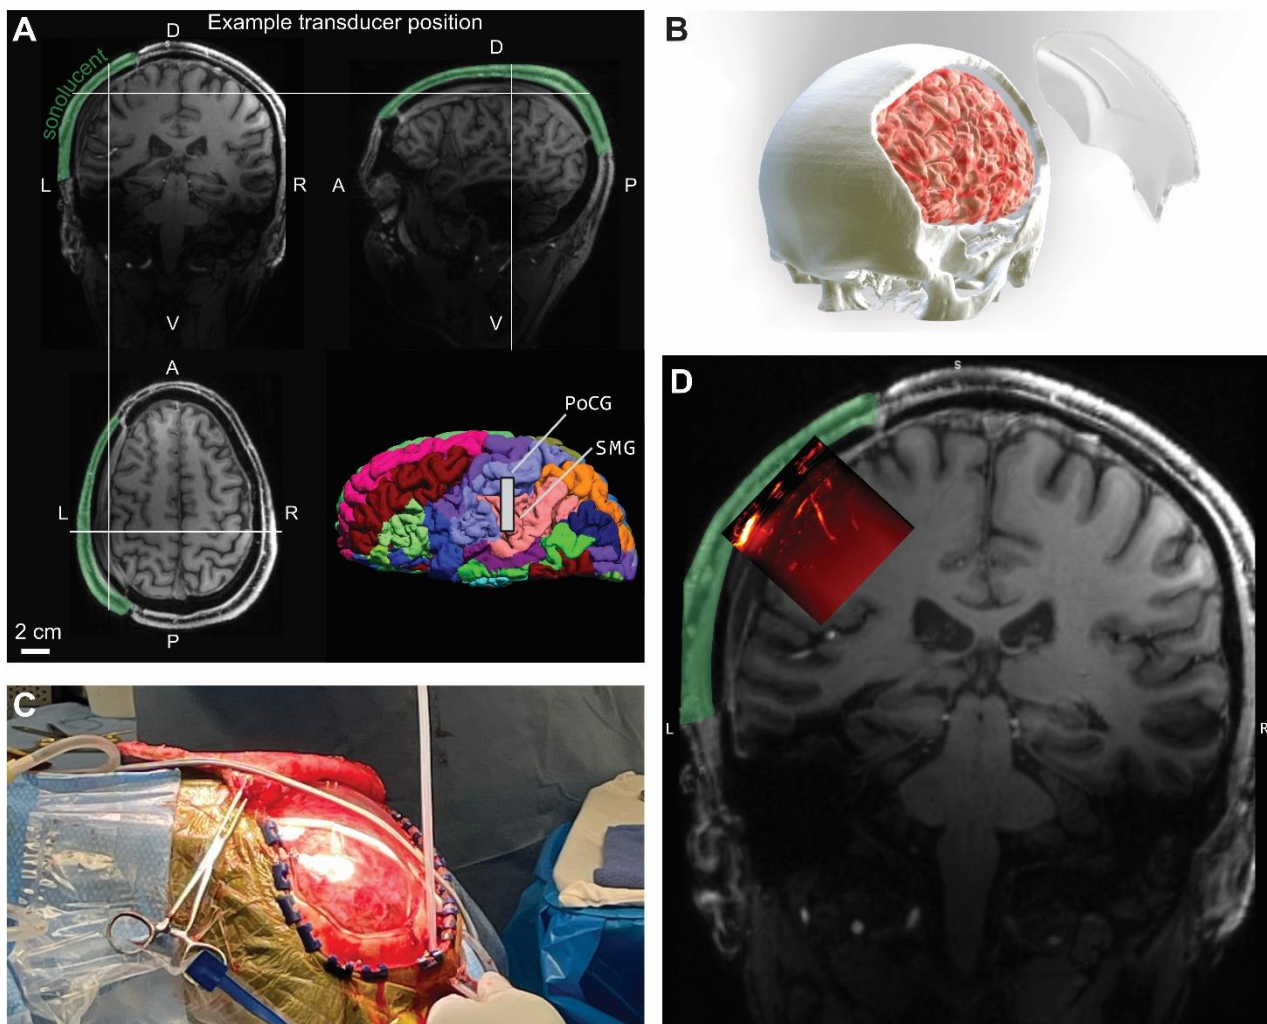 A
Example transducer position
D
s
D
sonolucent
L
R
A
P
V
V
A
PoCG
SMG
L
R
2 cm
P
B
C
D
s
L
R